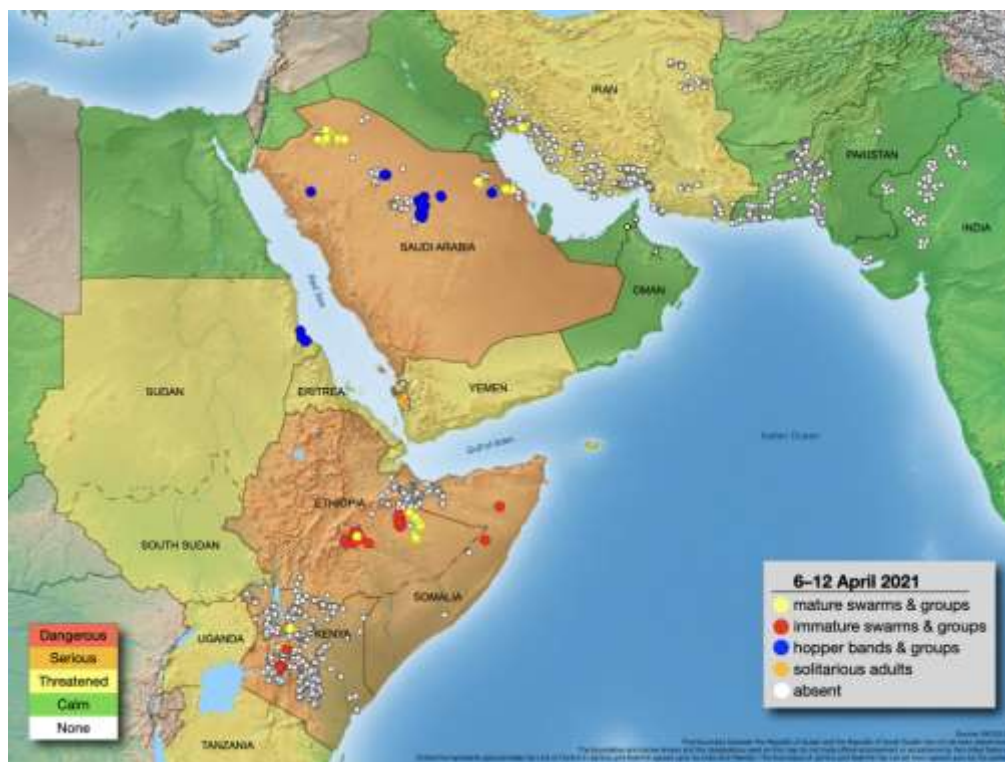 IRAN
PAKISTAN
INDIA
SAUDI ARABIA
OMAN
Red Sea
SUDAN
ERITREA
YEMEN
Gulf of Aden
Indian Ocean
ETHIOPIA
SOUTH SUDAN
SOMALIA
UGANDA
KENYA
TANZANIA
Dangerous
Serious
Threatened
Calm
None
6–12 April 2021
mature swarms & groups
immature swarms & groups
hopper bands & groups
solitarious adults
absent